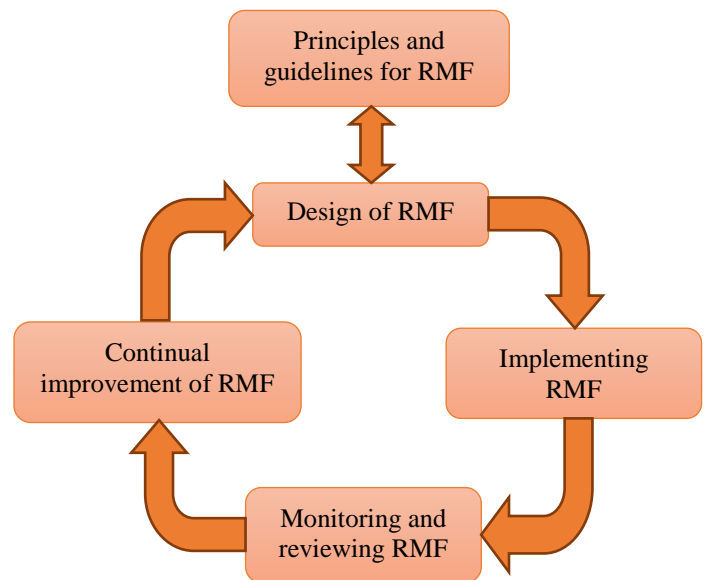 Principles and
guidelines for RMF
Design of RMF
Continual
improvement of RMF
Implementing
RMF
Monitoring and
reviewing RMF